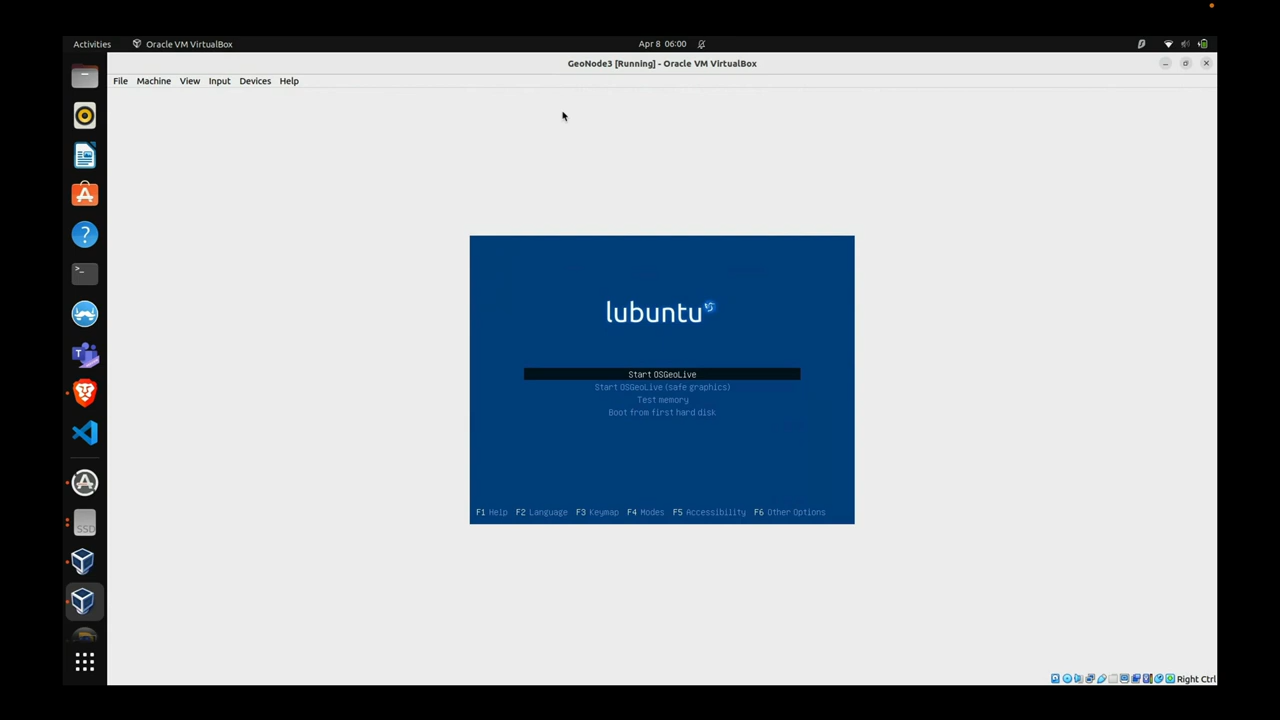 Activities
Oracle VM VirtualBox
Apr 8 06:00
GeoNode3 [Running] - Oracle VM VirtualBox
File Machine View Input Devices Help
lubuntu
Start OSGeoLive
Start OSGeoLive (safe graphics)
Test memory
Boot from first hard disk
F1 Help F2 Language F3 Keymap F4 Modes F5 Accessibility F6 Other Options
SSD
Right Ctrl